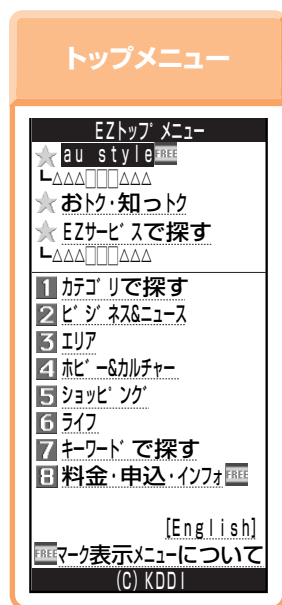 トップメニュー
EZトップメニュー
★au style FREE
┗△△△□□□△△△
★おトク・知っトク
★EZサービスで探す
┗△△△□□□△△△
1 カテゴリで探す
2 ビジネス&ニュース
3 エリア
4 ホビー&カルチャー
5 ショッピング
6 ライフ
7 キーワードで探す
8 料金・申込・インフォ FREE
[English]
FREEマーク表示メニューについて
(C) KDDI